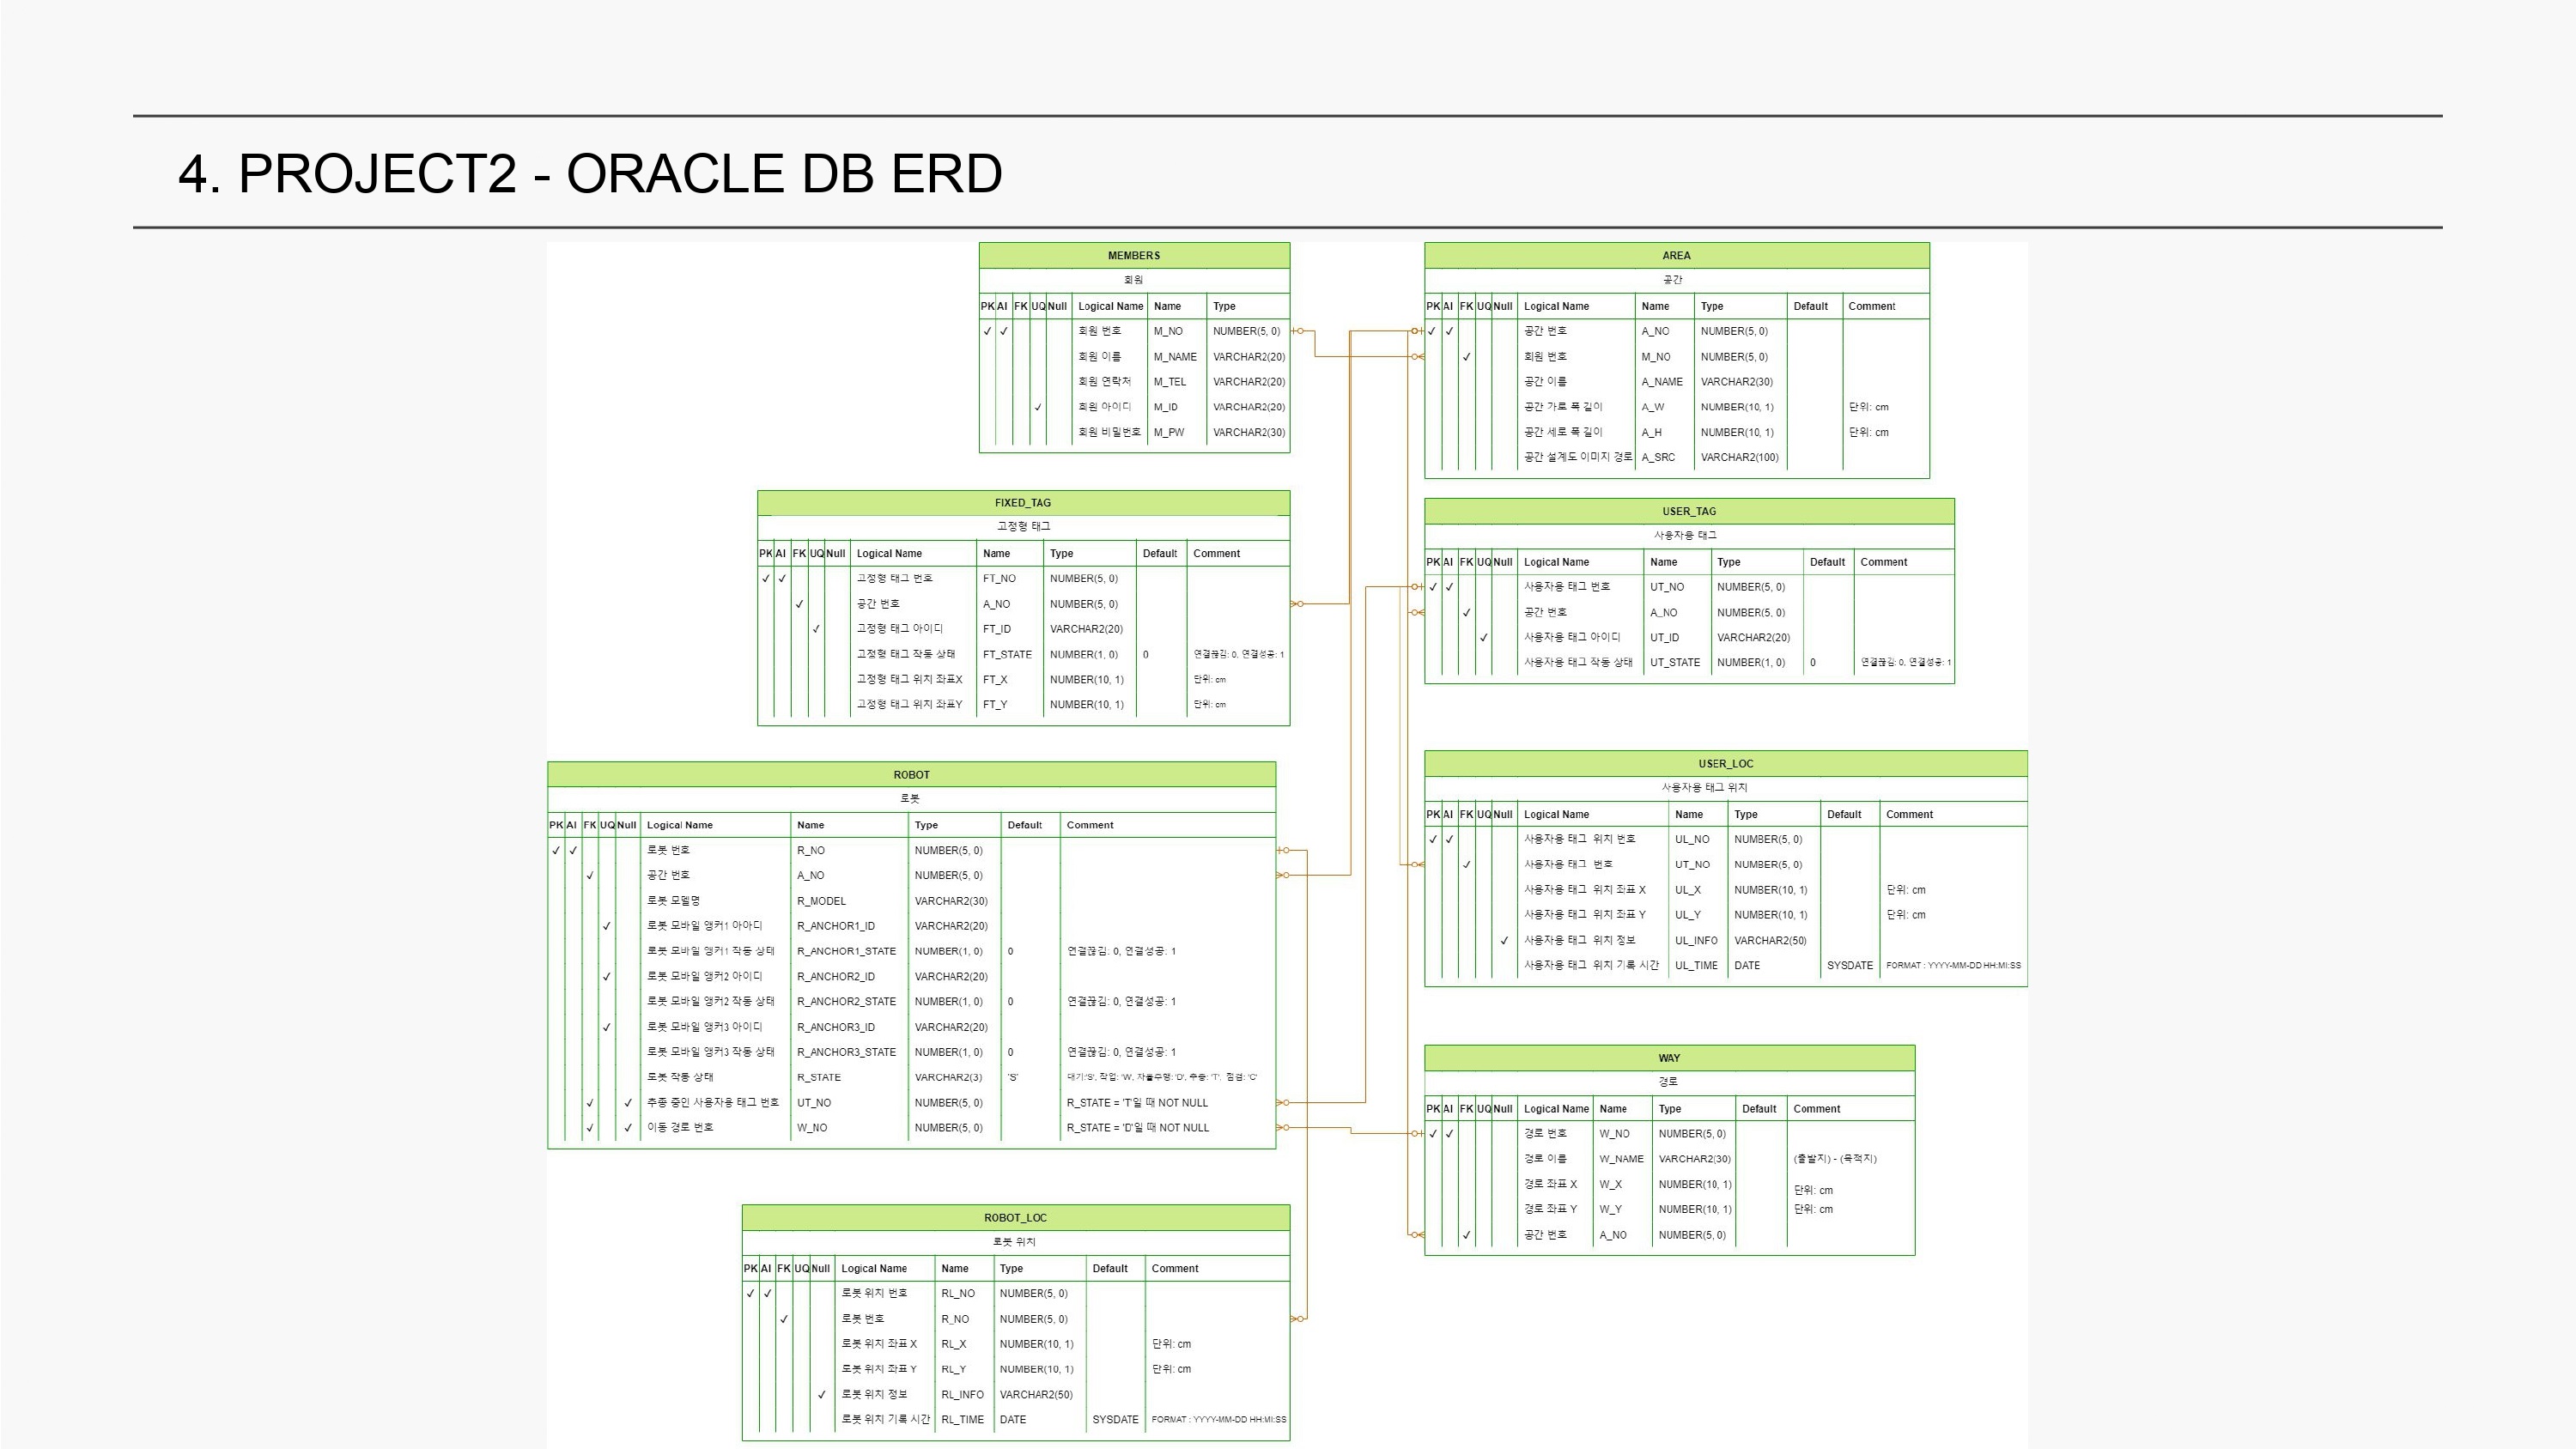 4. PROJECT2 - ORACLE DB ERD
MEMBERS
회원
PK AI FK UQ Null Logical Name Name Type
✓ ✓ 회원 번호 M_NO NUMBER(5, 0)
회원 이름 M_NAME VARCHAR2(20)
회원 연락처 M_TEL VARCHAR2(20)
✓ 회원 아이디 M_ID VARCHAR2(20)
회원 비밀번호 M_PW VARCHAR2(30)
AREA
공간
PK AI FK UQ Null Logical Name Name Type Default Comment
✓ ✓ 공간 번호 A_NO NUMBER(5, 0)
✓ 회원 번호 M_NO NUMBER(5, 0)
공간 이름 A_NAME VARCHAR2(30)
공간 가로 폭 길이 A_W NUMBER(10, 1) 단위: cm
공간 세로 폭 길이 A_H NUMBER(10, 1) 단위: cm
공간 설계도 이미지 경로 A_SRC VARCHAR2(100)
FIXED_TAG
고정형 태그
PK AI FK UQ Null Logical Name Name Type Default Comment
✓ ✓ 고정형 태그 번호 FT_NO NUMBER(5, 0)
✓ 공간 번호 A_NO NUMBER(5, 0)
✓ 고정형 태그 아이디 FT_ID VARCHAR2(20)
고정형 태그 작동 상태 FT_STATE NUMBER(1, 0) 0 연결끊김: 0, 연결성공: 1
고정형 태그 위치 좌표X FT_X NUMBER(10, 1) 단위: cm
고정형 태그 위치 좌표Y FT_Y NUMBER(10, 1) 단위: cm
USER_TAG
사용자용 태그
PK AI FK UQ Null Logical Name Name Type Default Comment
✓ ✓ 사용자용 태그 번호 UT_NO NUMBER(5, 0)
✓ 공간 번호 A_NO NUMBER(5, 0)
✓ 사용자용 태그 아이디 UT_ID VARCHAR2(20)
사용자용 태그 작동 상태 UT_STATE NUMBER(1, 0) 0 연결끊김: 0, 연결성공: 1
ROBOT
로봇
PK AI FK UQ Null Logical Name Name Type Default Comment
✓ ✓ 로봇 번호 R_NO NUMBER(5, 0)
✓ 공간 번호 A_NO NUMBER(5, 0)
로봇 모델명 R_MODEL VARCHAR2(30)
✓ 로봇 모바일 앵커1 아아디 R_ANCHOR1_ID VARCHAR2(20)
로봇 모바일 앵커1 작동 상태 R_ANCHOR1_STATE NUMBER(1, 0) 0 연결끊김: 0, 연결성공: 1
✓ 로봇 모바일 앵커2 아이디 R_ANCHOR2_ID VARCHAR2(20)
로봇 모바일 앵커2 작동 상태 R_ANCHOR2_STATE NUMBER(1, 0) 0 연결끊김: 0, 연결성공: 1
✓ 로봇 모바일 앵커3 아이디 R_ANCHOR3_ID VARCHAR2(20)
로봇 모바일 앵커3 작동 상태 R_ANCHOR3_STATE NUMBER(1, 0) 0 연결끊김: 0, 연결성공: 1
로봇 작동 상태 R_STATE VARCHAR2(3) 'S' 대기:'S', 작업: 'W', 자율주행: 'D', 추종: 'T', 점검: 'C'
✓ ✓ 추종 중인 사용자용 태그 번호 UT_NO NUMBER(5, 0) R_STATE = 'T'일 때 NOT NULL
✓ ✓ 이동 경로 번호 W_NO NUMBER(5, 0) R_STATE = 'D'일 때 NOT NULL
USER_LOC
사용자용 태그 위치
PK AI FK UQ Null Logical Name Name Type Default Comment
✓ ✓ 사용자용 태그 위치 번호 UL_NO NUMBER(5, 0)
✓ 사용자용 태그 번호 UT_NO NUMBER(5, 0)
사용자용 태그 위치 좌표 X UL_X NUMBER(10, 1) 단위: cm
사용자용 태그 위치 좌표 Y UL_Y NUMBER(10, 1) 단위: cm
✓ 사용자용 태그 위치 정보 UL_INFO VARCHAR2(50)
사용자용 태그 위치 기록 시간 UL_TIME DATE SYSDATE FORMAT : YYYY-MM-DD HH:MI:SS
WAY
경로
PK AI FK UQ Null Logical Name Name Type Default Comment
✓ ✓ 경로 번호 W_NO NUMBER(5, 0)
경로 이름 W_NAME VARCHAR2(30) (출발지) - (목적지)
경로 좌표 X W_X NUMBER(10, 1) 단위: cm
경로 좌표 Y W_Y NUMBER(10, 1) 단위: cm
✓ 공간 번호 A_NO NUMBER(5, 0)
ROBOT_LOC
로봇 위치
PK AI FK UQ Null Logical Name Name Type Default Comment
✓ ✓ 로봇 위치 번호 RL_NO NUMBER(5, 0)
✓ 로봇 번호 R_NO NUMBER(5, 0)
로봇 위치 좌표 X RL_X NUMBER(10, 1) 단위: cm
로봇 위치 좌표 Y RL_Y NUMBER(10, 1) 단위: cm
✓ 로봇 위치 정보 RL_INFO VARCHAR2(50)
로봇 위치 기록 시간 RL_TIME DATE SYSDATE FORMAT : YYYY-MM-DD HH:MI:SS